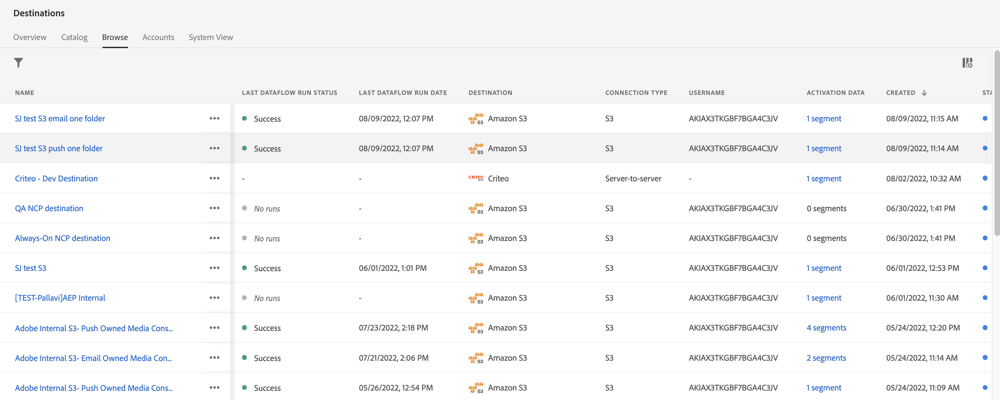 Destinations
Overview Catalog Browse Accounts System View
NAME LAST DATAFLOW RUN STATUS LAST DATAFLOW RUN DATE DESTINATION CONNECTION TYPE USERNAME ACTIVATION DATA CREATED STA
SJ test S3 email one folder ••• Success 08/09/2022, 12:07 PM S3 Amazon S3 S3 AKIAX3TKGBF7BGA4C3JV 1 segment 08/09/2022, 11:15 AM
SJ test S3 push one folder ••• Success 08/09/2022, 12:07 PM S3 Amazon S3 S3 AKIAX3TKGBF7BGA4C3JV 1 segment 08/09/2022, 11:14 AM
Criteo - Dev Destination ••• - - CRITEO BETA Criteo Server-to-server - 1 segment 08/02/2022, 10:32 AM
QA NCP destination ••• No runs - S3 Amazon S3 S3 AKIAX3TKGBF7BGA4C3JV 0 segments 06/30/2022, 1:41 PM
Always-On NCP destination ••• No runs - S3 Amazon S3 S3 AKIAX3TKGBF7BGA4C3JV 0 segments 06/30/2022, 1:41 PM
SJ test S3 ••• Success 06/01/2022, 1:01 PM S3 Amazon S3 S3 AKIAX3TKGBF7BGA4C3JV 1 segment 06/01/2022, 12:53 PM
[TEST-Pallavi]AEP Internal ••• No runs - S3 Amazon S3 S3 AKIAX3TKGBF7BGA4C3JV 1 segment 06/01/2022, 11:30 AM
Adobe Internal S3- Push Owned Media Cons... ••• Success 07/23/2022, 2:18 PM S3 Amazon S3 S3 AKIAX3TKGBF7BGA4C3JV 4 segments 05/24/2022, 12:20 PM
Adobe Internal S3- Email Owned Media Con... ••• Success 07/21/2022, 2:06 PM S3 Amazon S3 S3 AKIAX3TKGBF7BGA4C3JV 2 segments 05/24/2022, 11:14 AM
Adobe Internal S3- Push Owned Media Cons... ••• Success 05/26/2022, 12:54 PM S3 Amazon S3 S3 AKIAX3TKGBF7BGA4C3JV 1 segment 05/24/2022, 11:09 AM